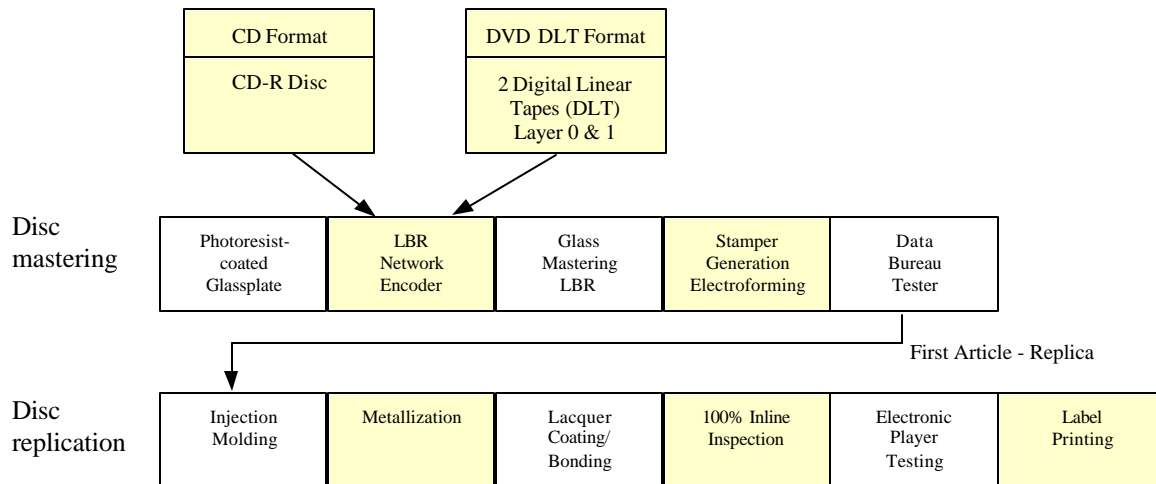 CD Format
CD-R Disc
DVD DLT Format
2 Digital Linear
Tapes (DLT)
Layer 0 & 1
Disc
mastering
Photoresist-
coated
Glassplate
LBR
Network
Encoder
Glass
Mastering
LBR
Stamper
Generation
Electroforming
Data
Bureau
Tester
First Article - Replica
Disc
replication
Injection
Molding
Metallization
Lacquer
Coating/
Bonding
100% Inline
Inspection
Electronic
Player
Testing
Label
Printing